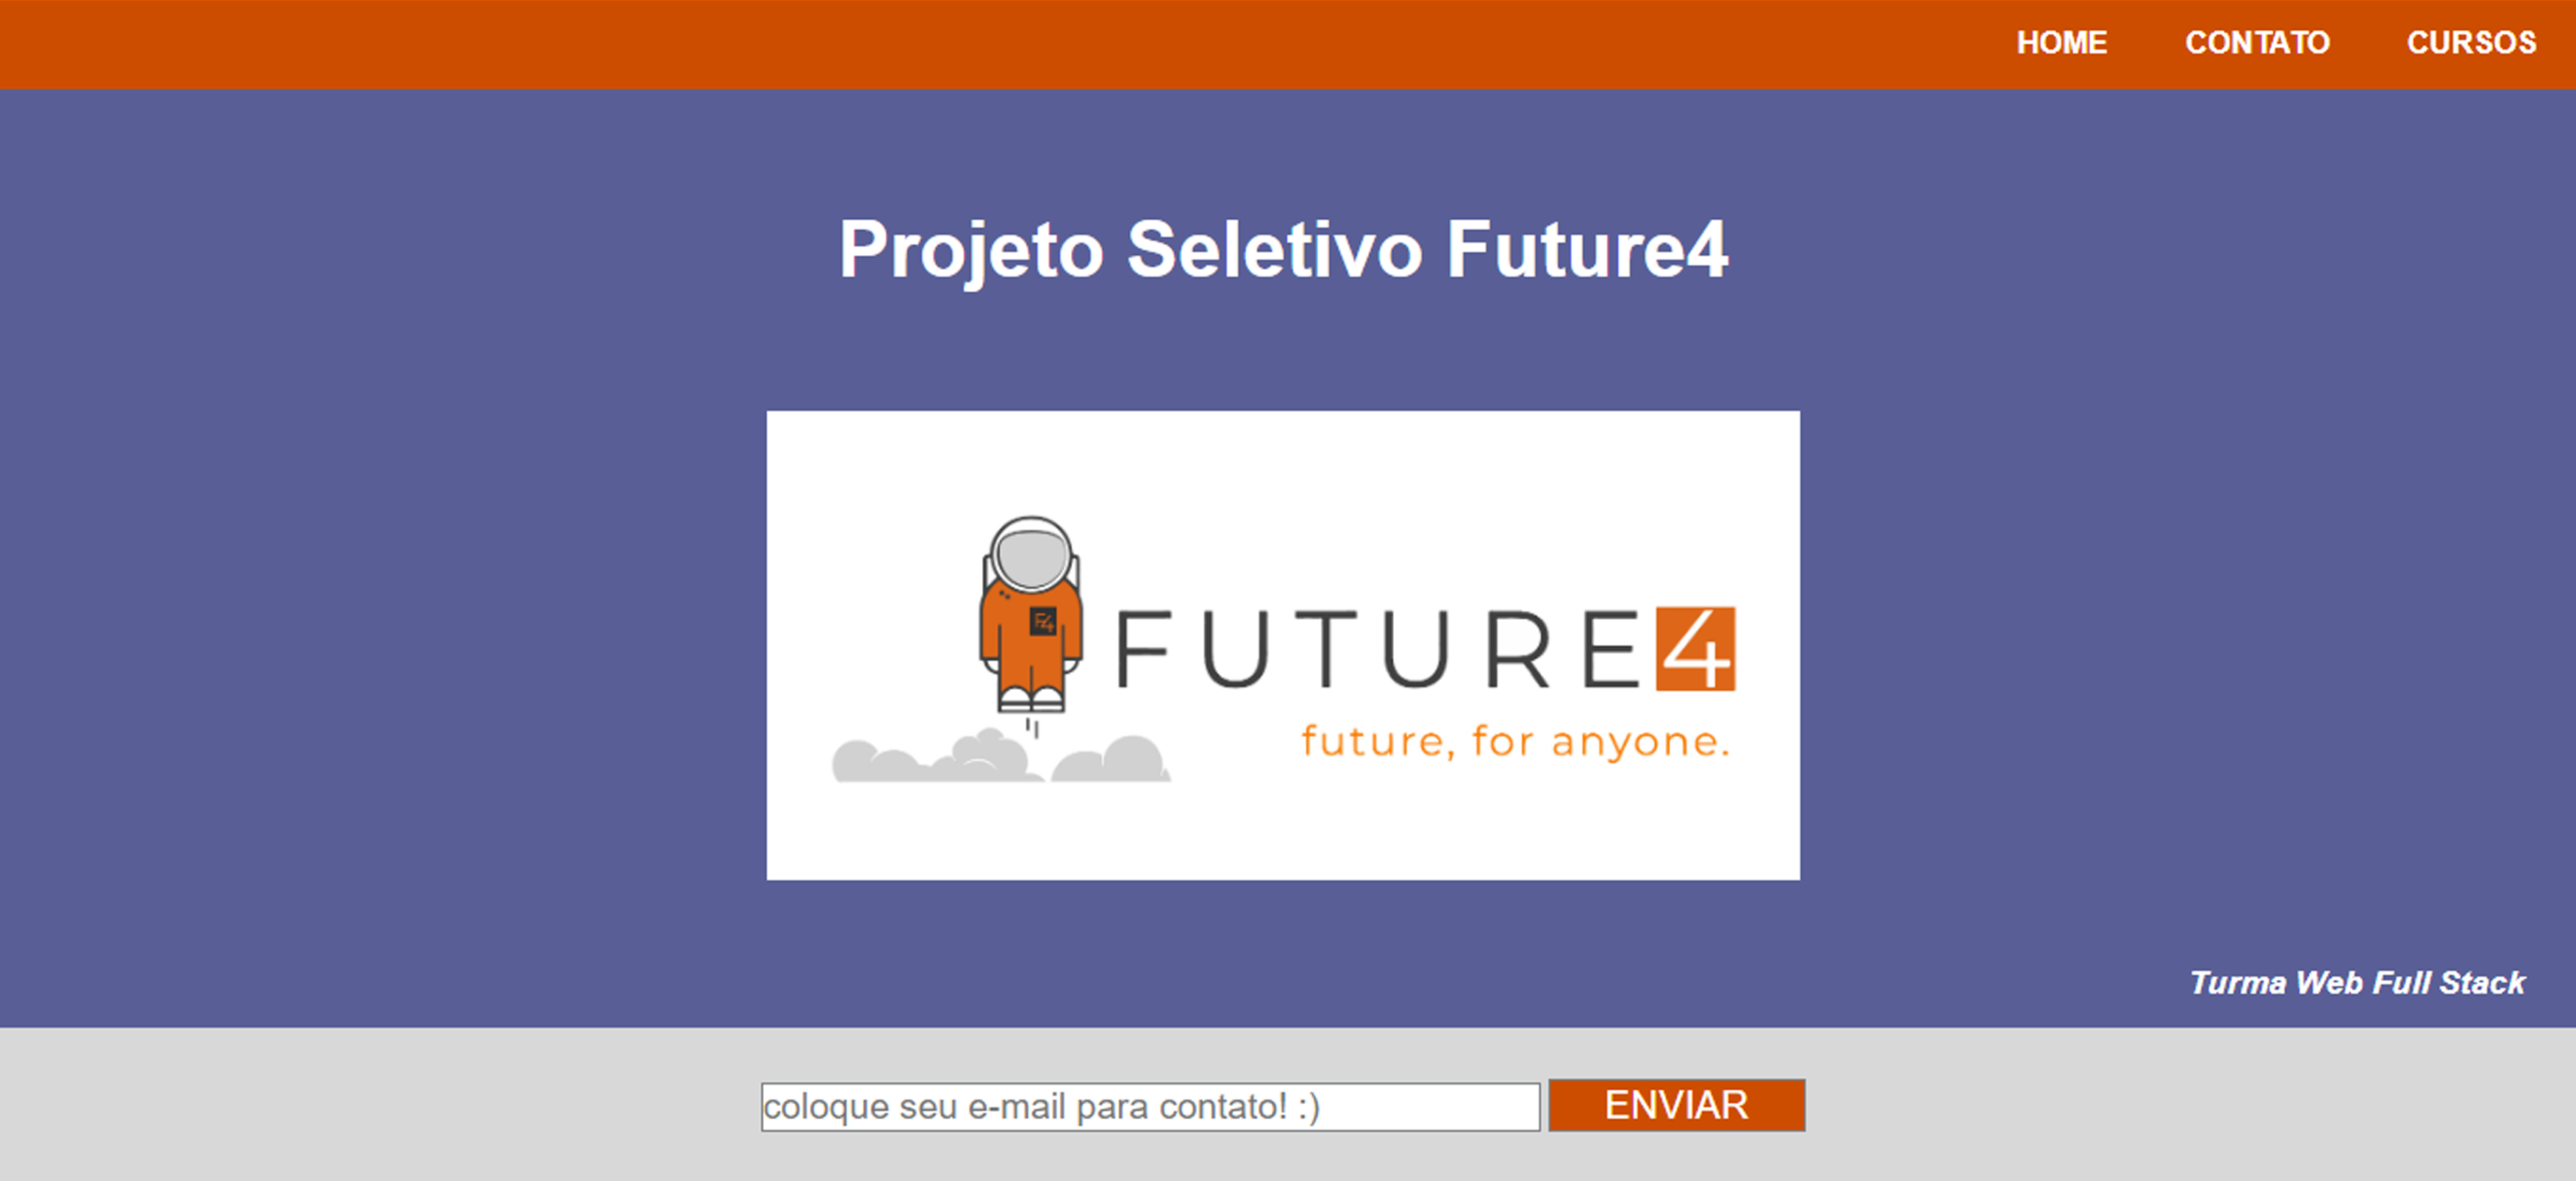 HOME CONTATO CURSOS
Projeto Seletivo Future4
F4
FUTURE4
future, for anyone.
Turma Web Full Stack
coloque seu e-mail para contato! :) ENVIAR